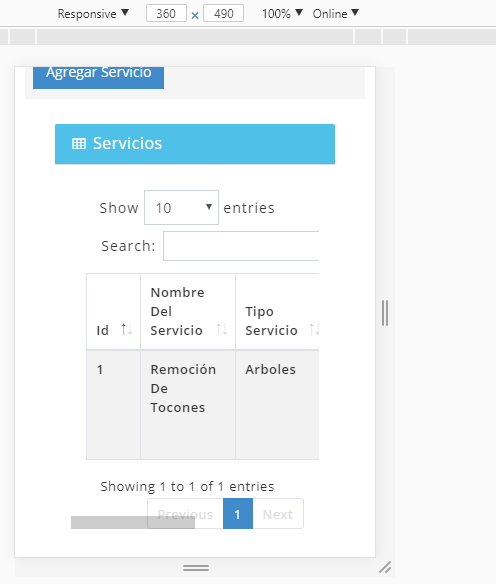 Responsive ▼ 360 × 490 100% ▼ Online ▼
Agregar Servicio
Servicios
Show 10 entries
Search:
Id
Nombre
Del
Servicio
Tipo
Servicio
1
Remoción
De
Tocones
Arboles
Showing 1 to 1 of 1 entries
Previous 1 Next